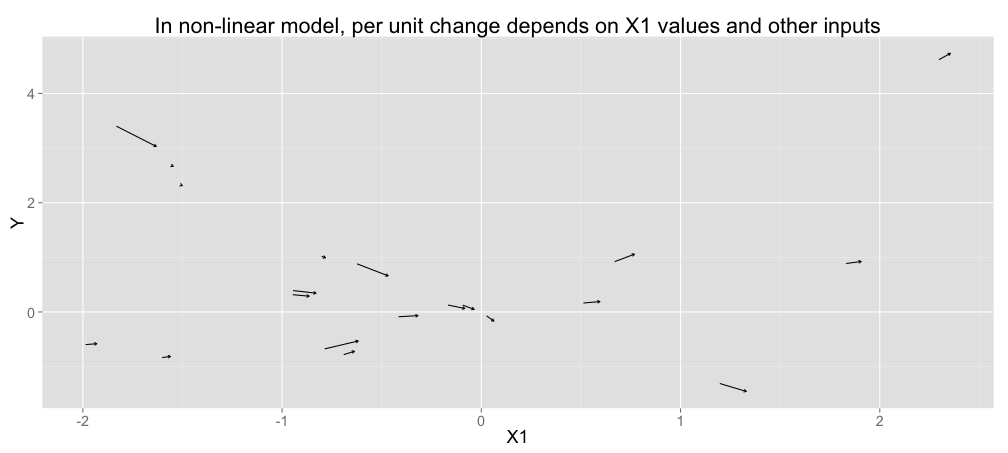 In non-linear model, per unit change depends on X1 values and other inputs
4
2
0
Y
-2 -1 0 1 2
X1